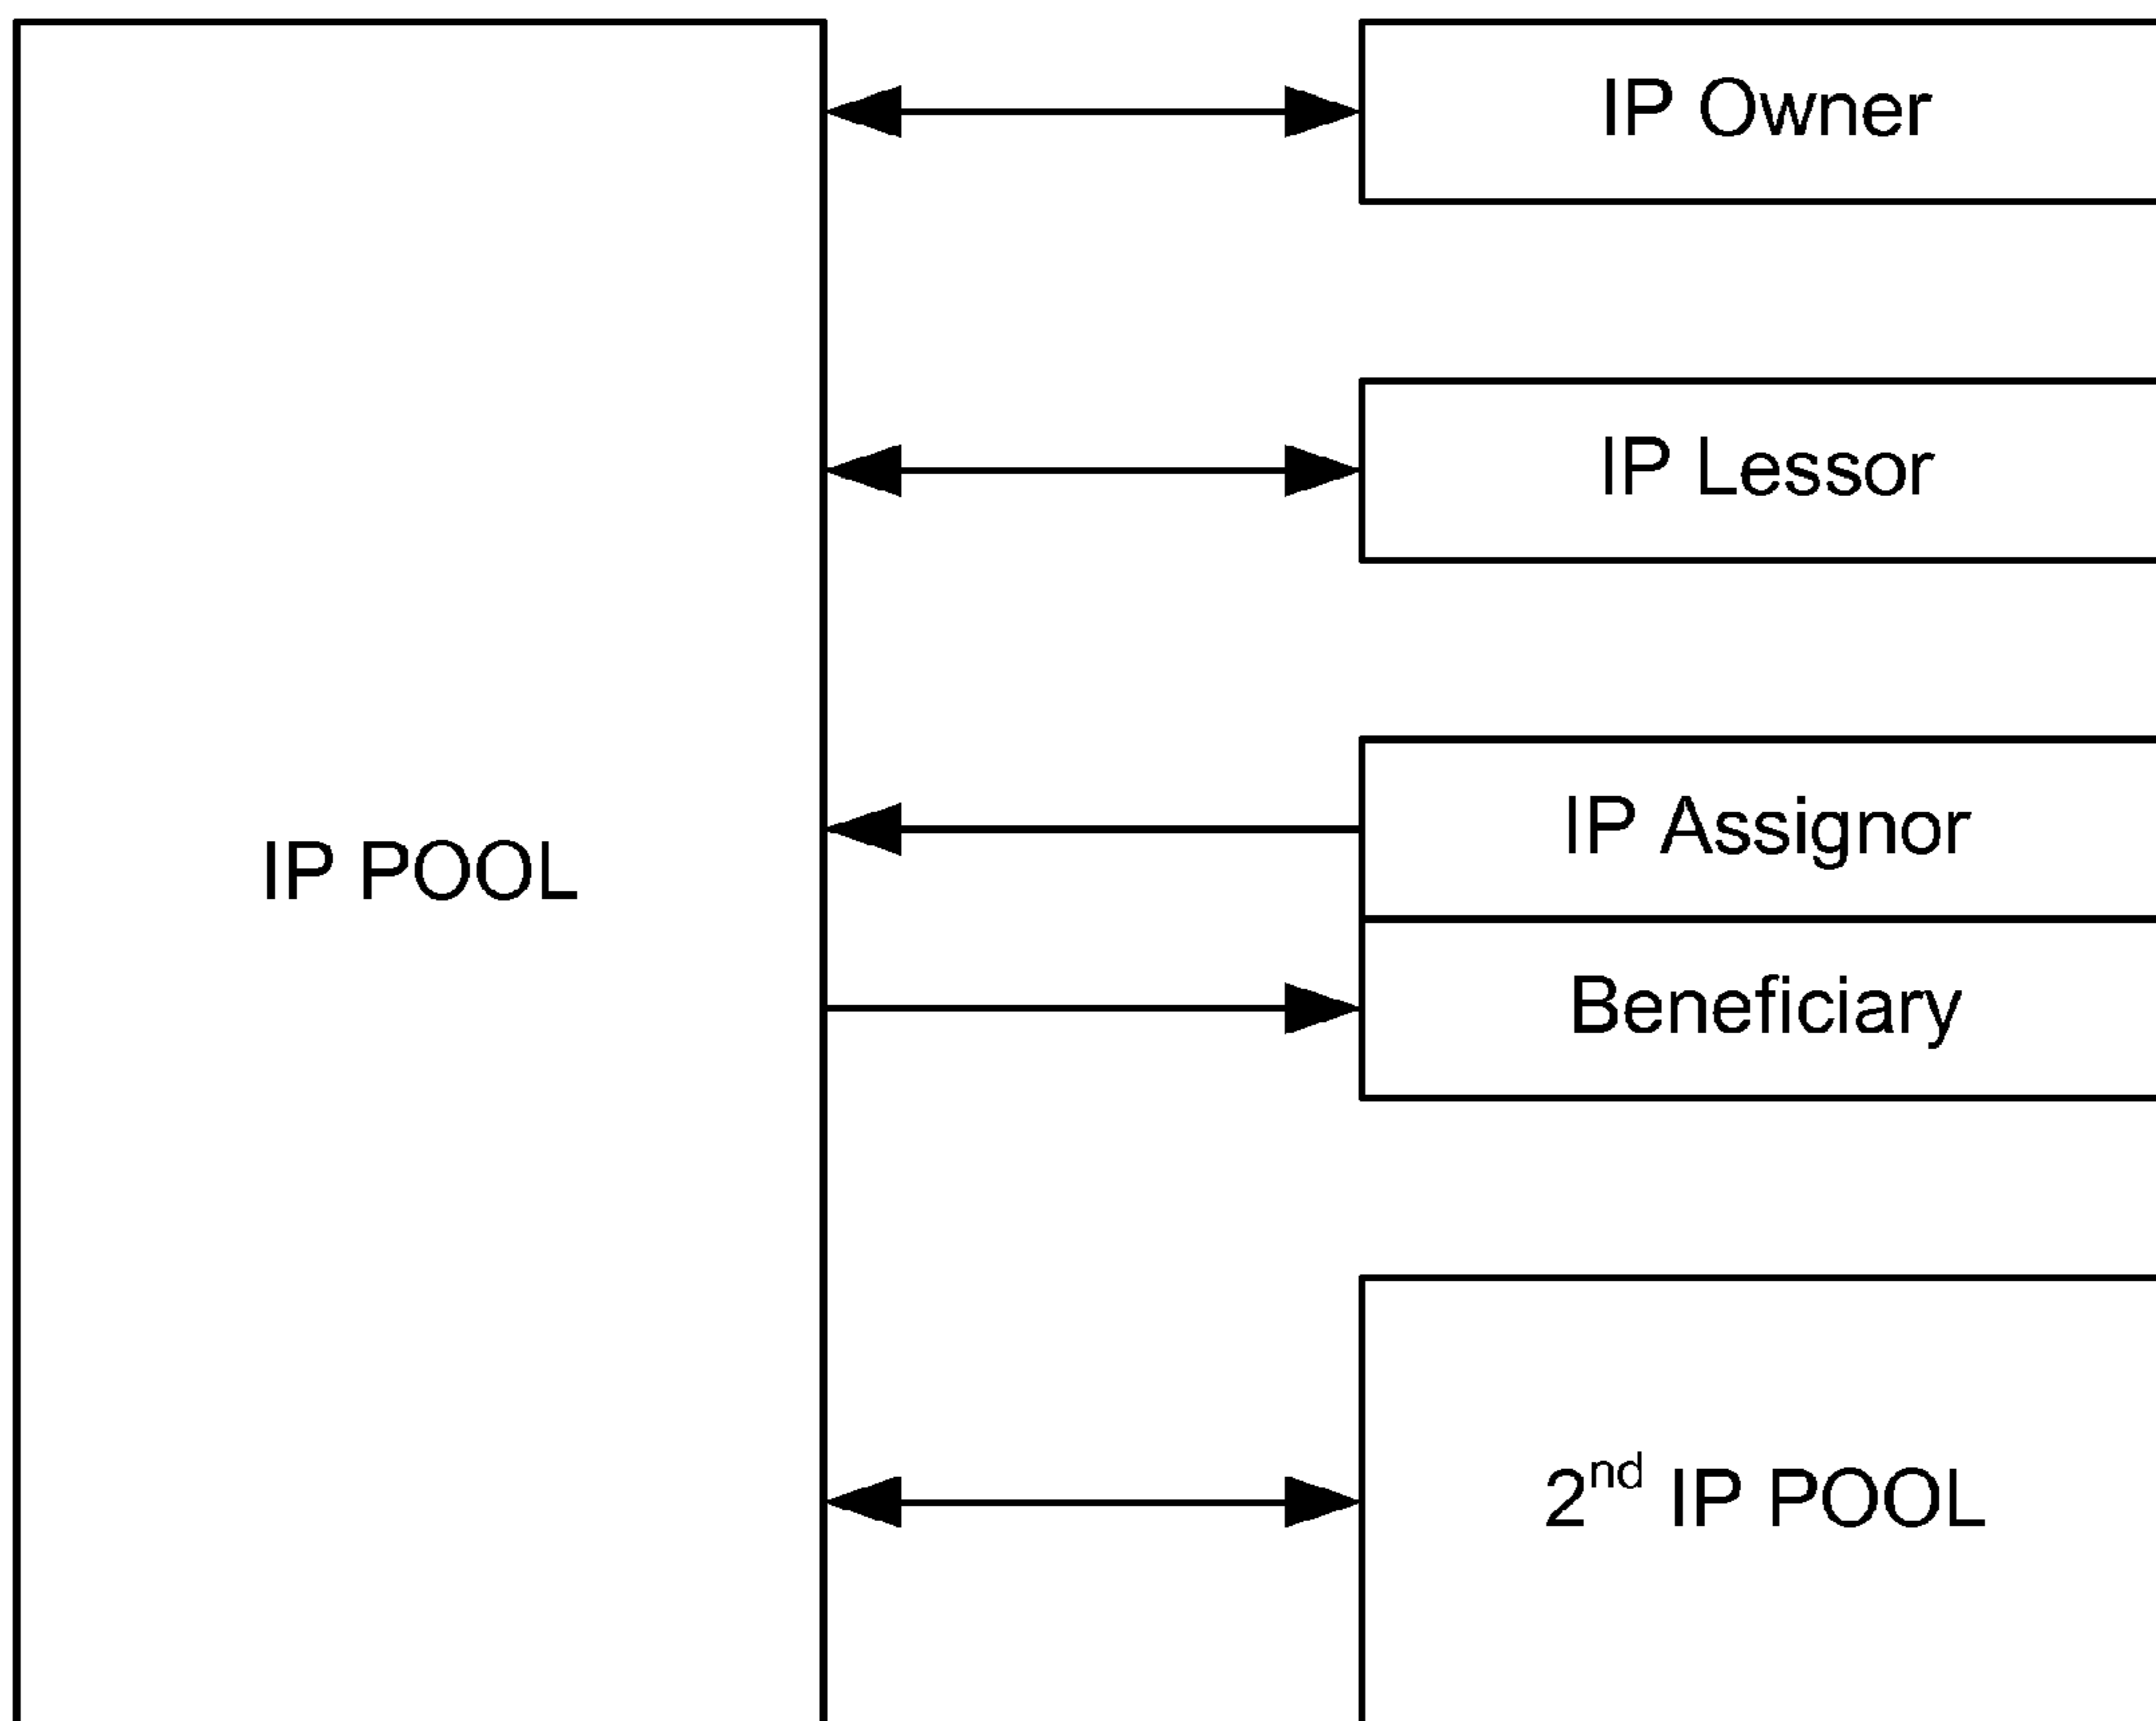 IP POOL
IP Owner
IP Lessor
IP Assignor
Beneficiary
2nd IP POOL